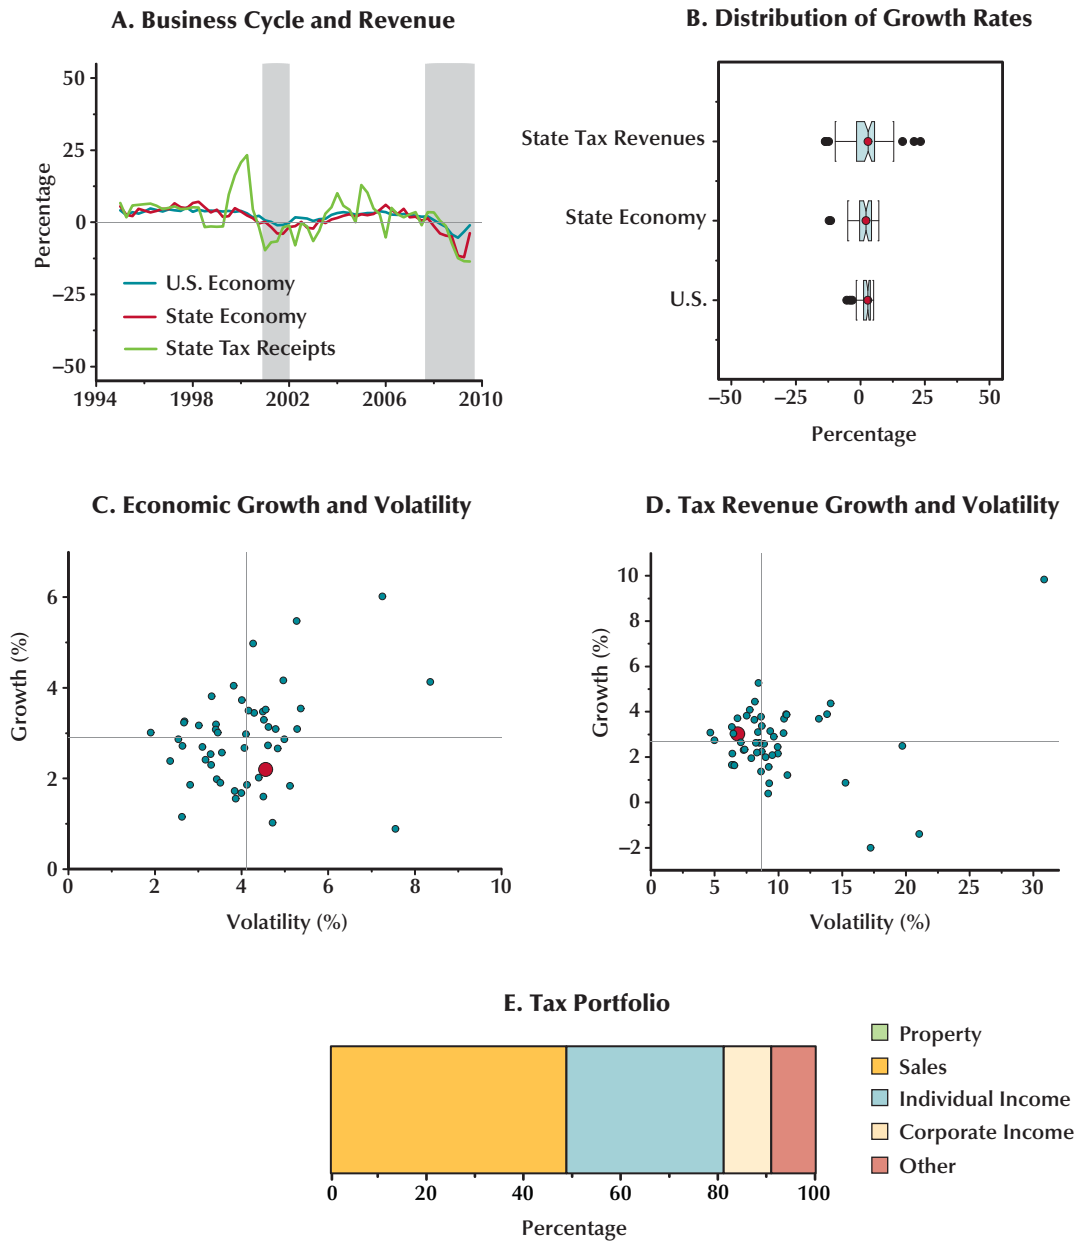 A. Business Cycle and Revenue
50
25
0
−25
−50
Percentage
U.S. Economy
State Economy
State Tax Receipts
1994 1998 2002 2006 2010
B. Distribution of Growth Rates
State Tax Revenues
State Economy
U.S.
−50 −25 0 25 50
Percentage
C. Economic Growth and Volatility
6
4
2
0
Growth (%)
0 2 4 6 8 10
Volatility (%)
D. Tax Revenue Growth and Volatility
10
8
6
4
2
0
−2
Growth (%)
0 5 10 15 20 25 30
Volatility (%)
E. Tax Portfolio
0 20 40 60 80 100
Percentage
Property
Sales
Individual Income
Corporate Income
Other